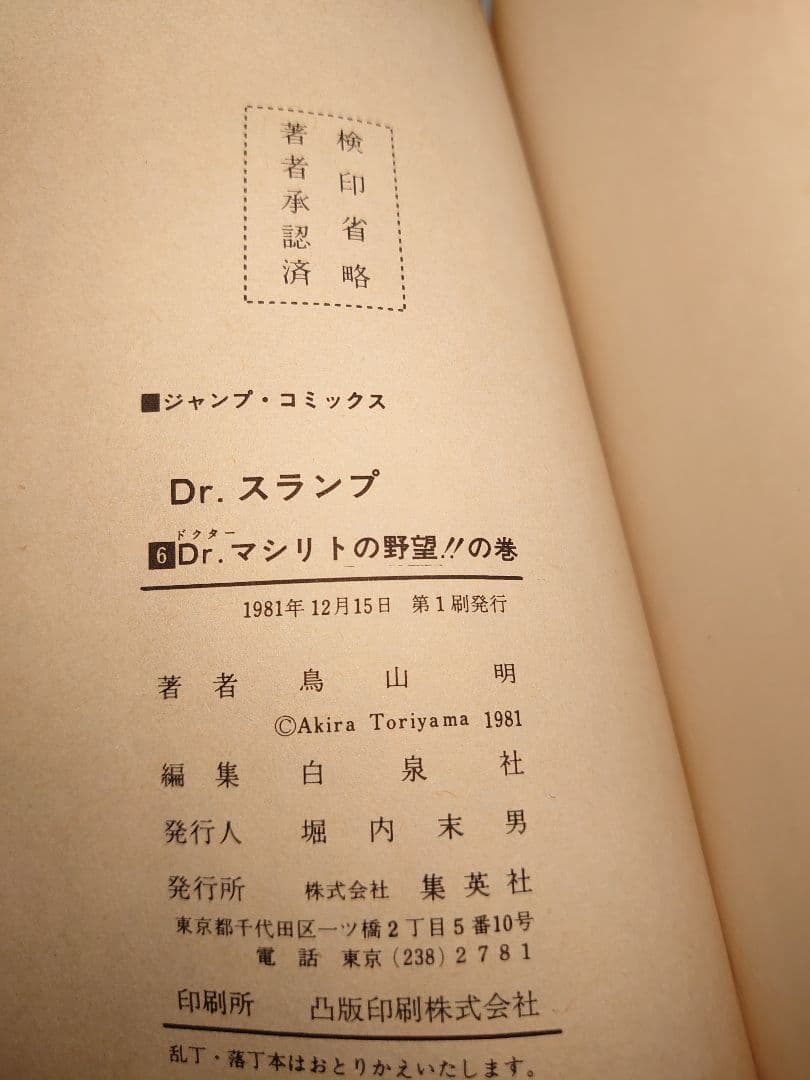 検印省略
著者承認済
■ジャンプ・コミックス
Dr. スランプ
ドクター
6 Dr.マシリトの野望!!の巻
1981年12月15日 第1刷発行
著者 鳥山明
©Akira Toriyama 1981
編集 白泉社
発行人 堀内末男
発行所 株式会社 集英社
東京都千代田区一ツ橋2丁目5番10号
電話 東京(238)2781
印刷所 凸版印刷株式会社
乱丁・落丁本はおとりかえいたします。